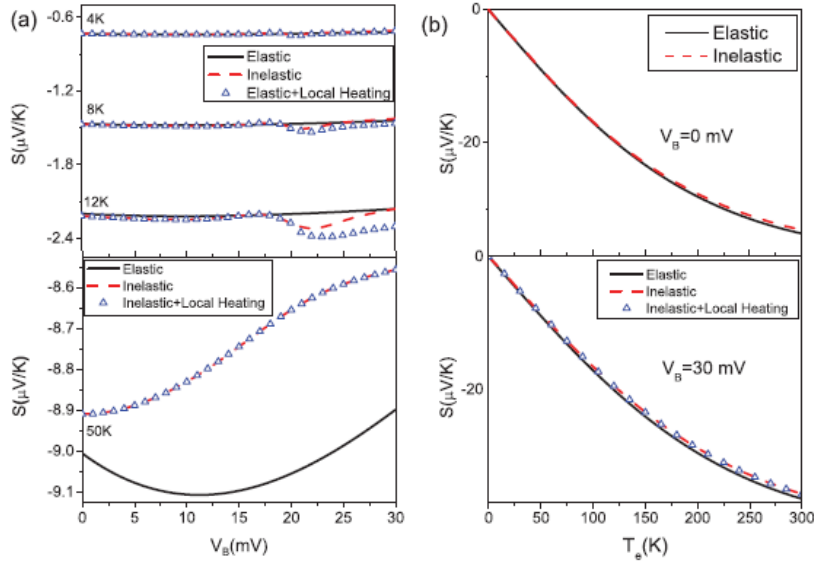 (a)
-0.6
-1.2
-1.8
-2.4
S(μV/K)
4K
8K
12K
Elastic
Inelastic
Elastic+Local Heating
-8.6
-8.7
-8.8
-8.9
-9.0
-9.1
S(μV/K)
Elastic
Inelastic
Inelastic+Local Heating
50K
0 5 10 15 20 25 30
V_B(mV)
(b)
0
-20
S(μV/K)
Elastic
Inelastic
V_B=0 mV
0
-20
S(μV/K)
Elastic
Inelastic
Inelastic+Local Heating
V_B=30 mV
0 50 100 150 200 250 300
T_e(K)